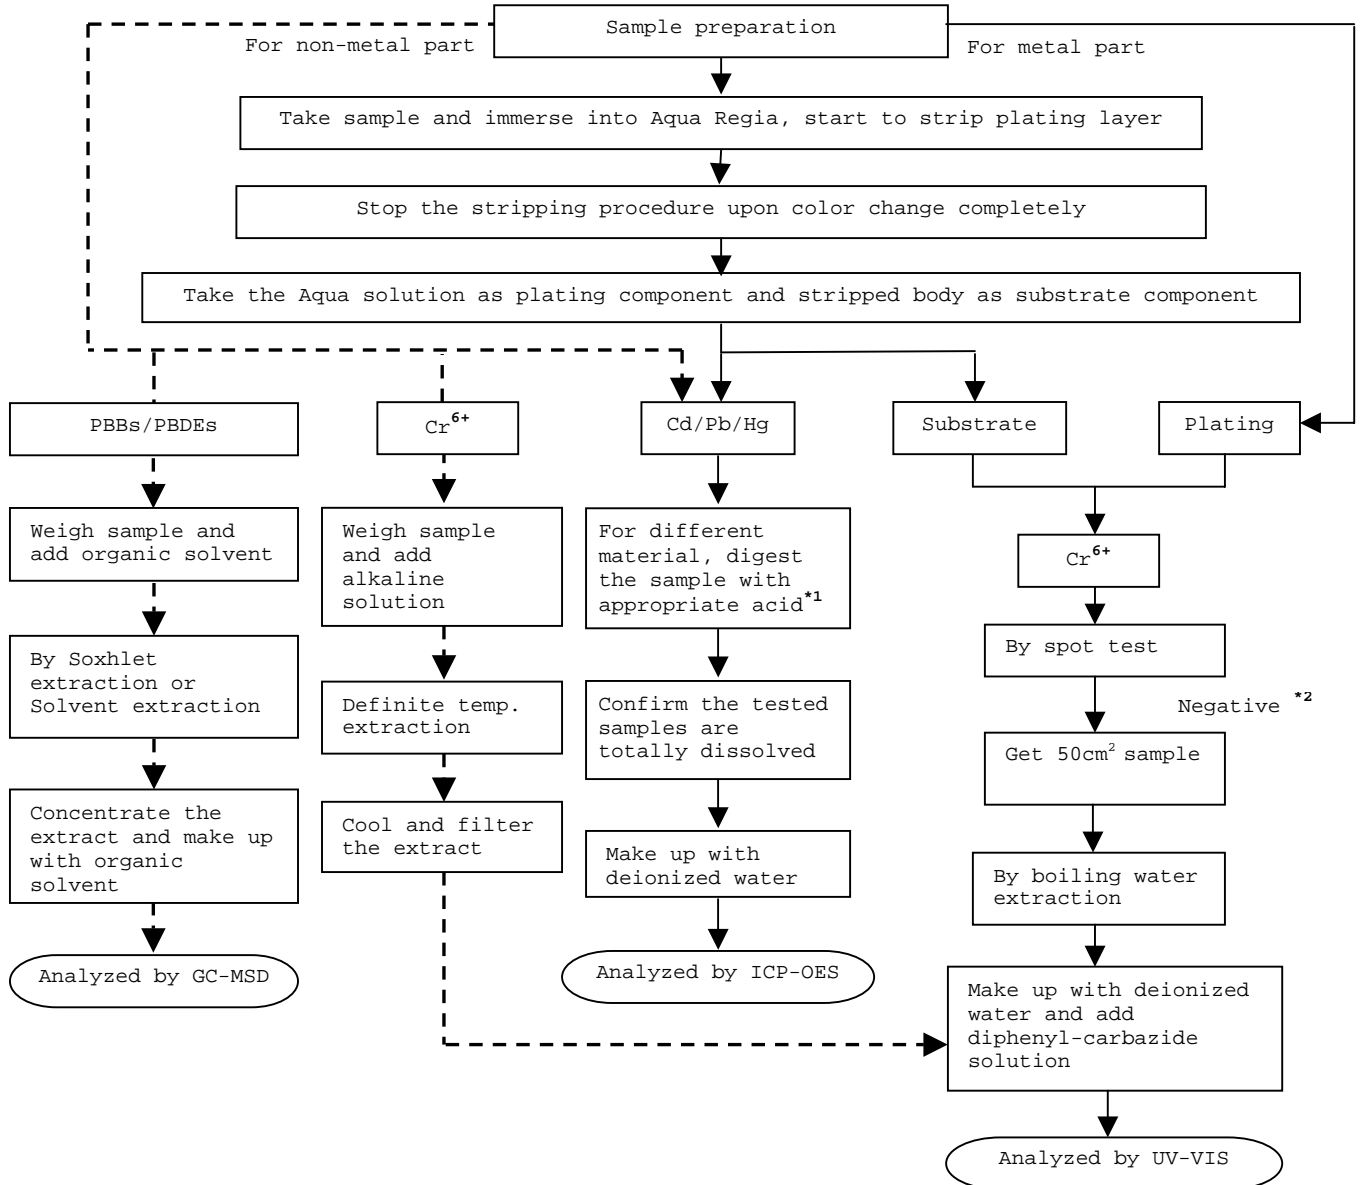 Sample preparation
For non-metal part
For metal part
Take sample and immerse into Aqua Regia, start to strip plating layer
Stop the stripping procedure upon color change completely
Take the Aqua solution as plating component and stripped body as substrate component
PBBs/PBDEs
Cr6+
Cd/Pb/Hg
Substrate
Plating
Weigh sample and
add organic solvent
Weigh sample
and add
alkaline
solution
For different
material, digest
the sample with
appropriate acid*1
Cr6+
By Soxhlet
extraction or
Solvent extraction
Definite temp.
extraction
Confirm the tested
samples are
totally dissolved
By spot test
Negative *2
Get 50cm2 sample
Concentrate the
extract and make up
with organic
solvent
Cool and filter
the extract
Make up with
deionized water
By boiling water
extraction
Analyzed by GC-MSD
Analyzed by ICP-OES
Make up with deionized
water and add
diphenyl-carbazide
solution
Analyzed by UV-VIS